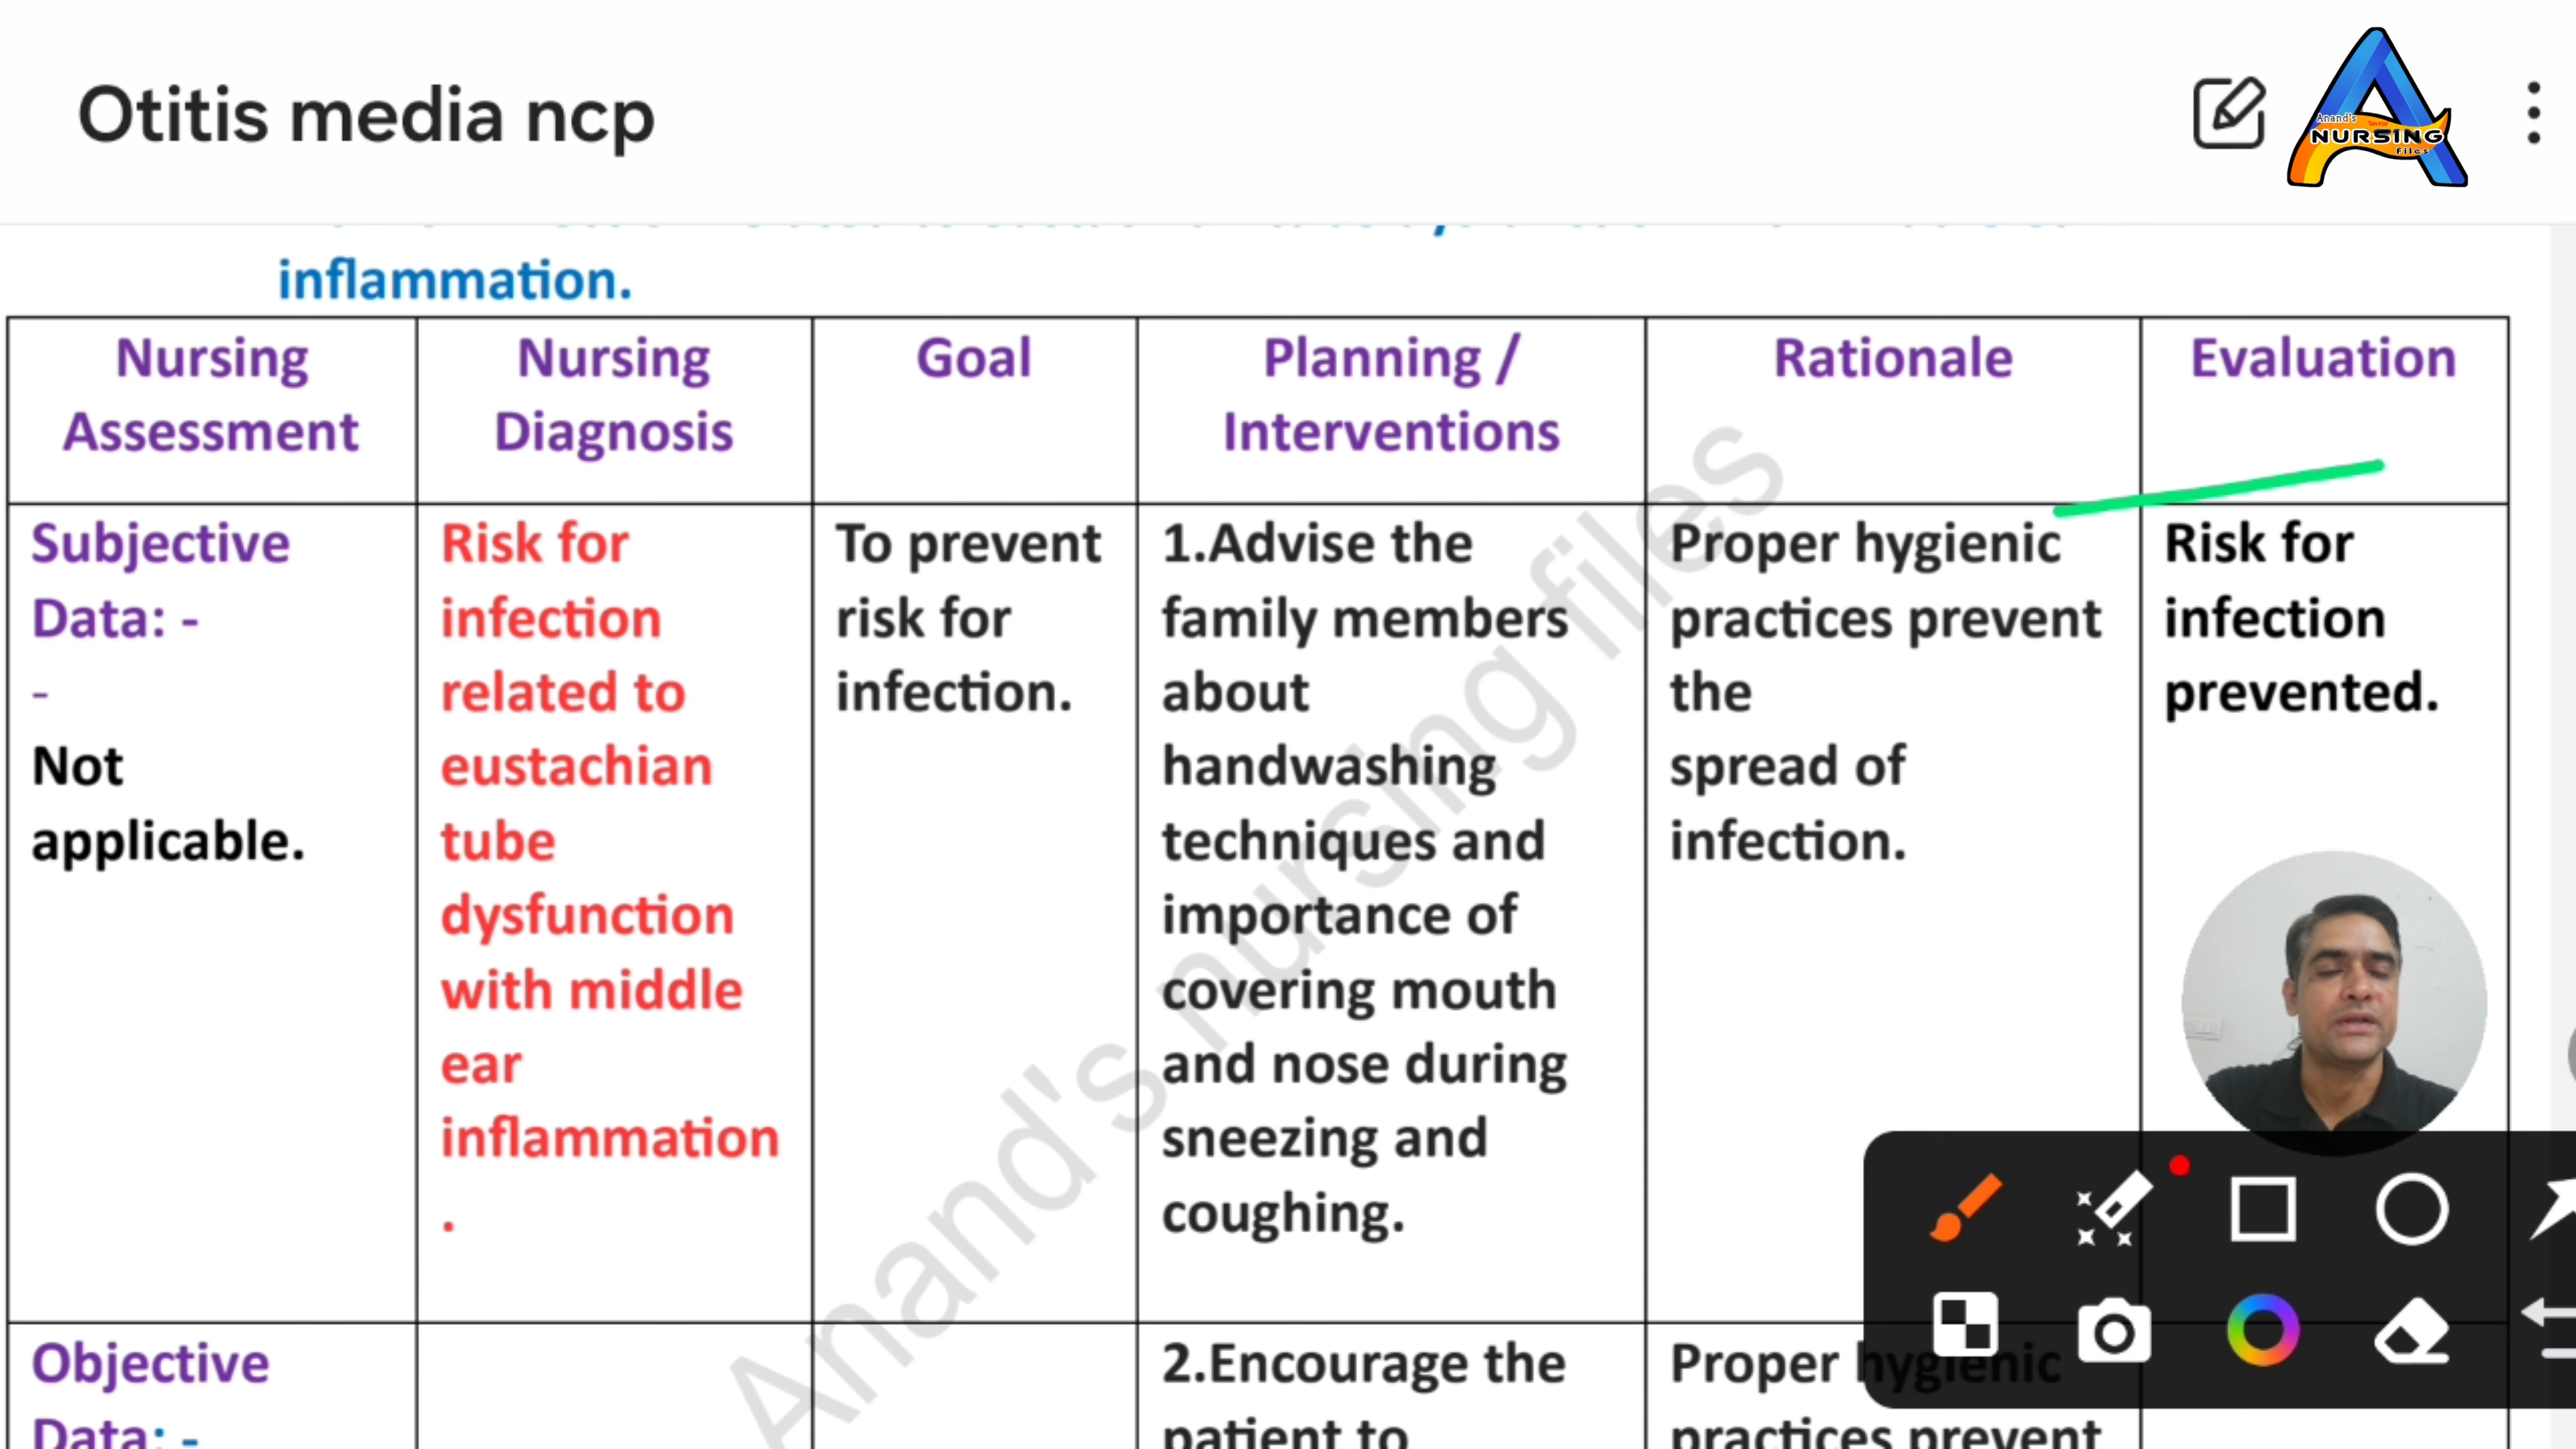 Otitis media ncp
Anand's
NURSING
Files
inflammation.
Nursing
Assessment
Nursing
Diagnosis
Goal
Planning /
Interventions
Rationale
Evaluation
Subjective
Data: -
-
Not
applicable.
Risk for
infection
related to
eustachian
tube
dysfunction
with middle
ear
inflammation
.
To prevent
risk for
infection.
1.Advise the
family members
about
handwashing
techniques and
importance of
covering mouth
and nose during
sneezing and
coughing.
Proper hygienic
practices prevent
the
spread of
infection.
Risk for
infection
prevented.
Objective
Data: -
2.Encourage the
patient to
Proper hygienic
practices prevent
Anand's nursing files